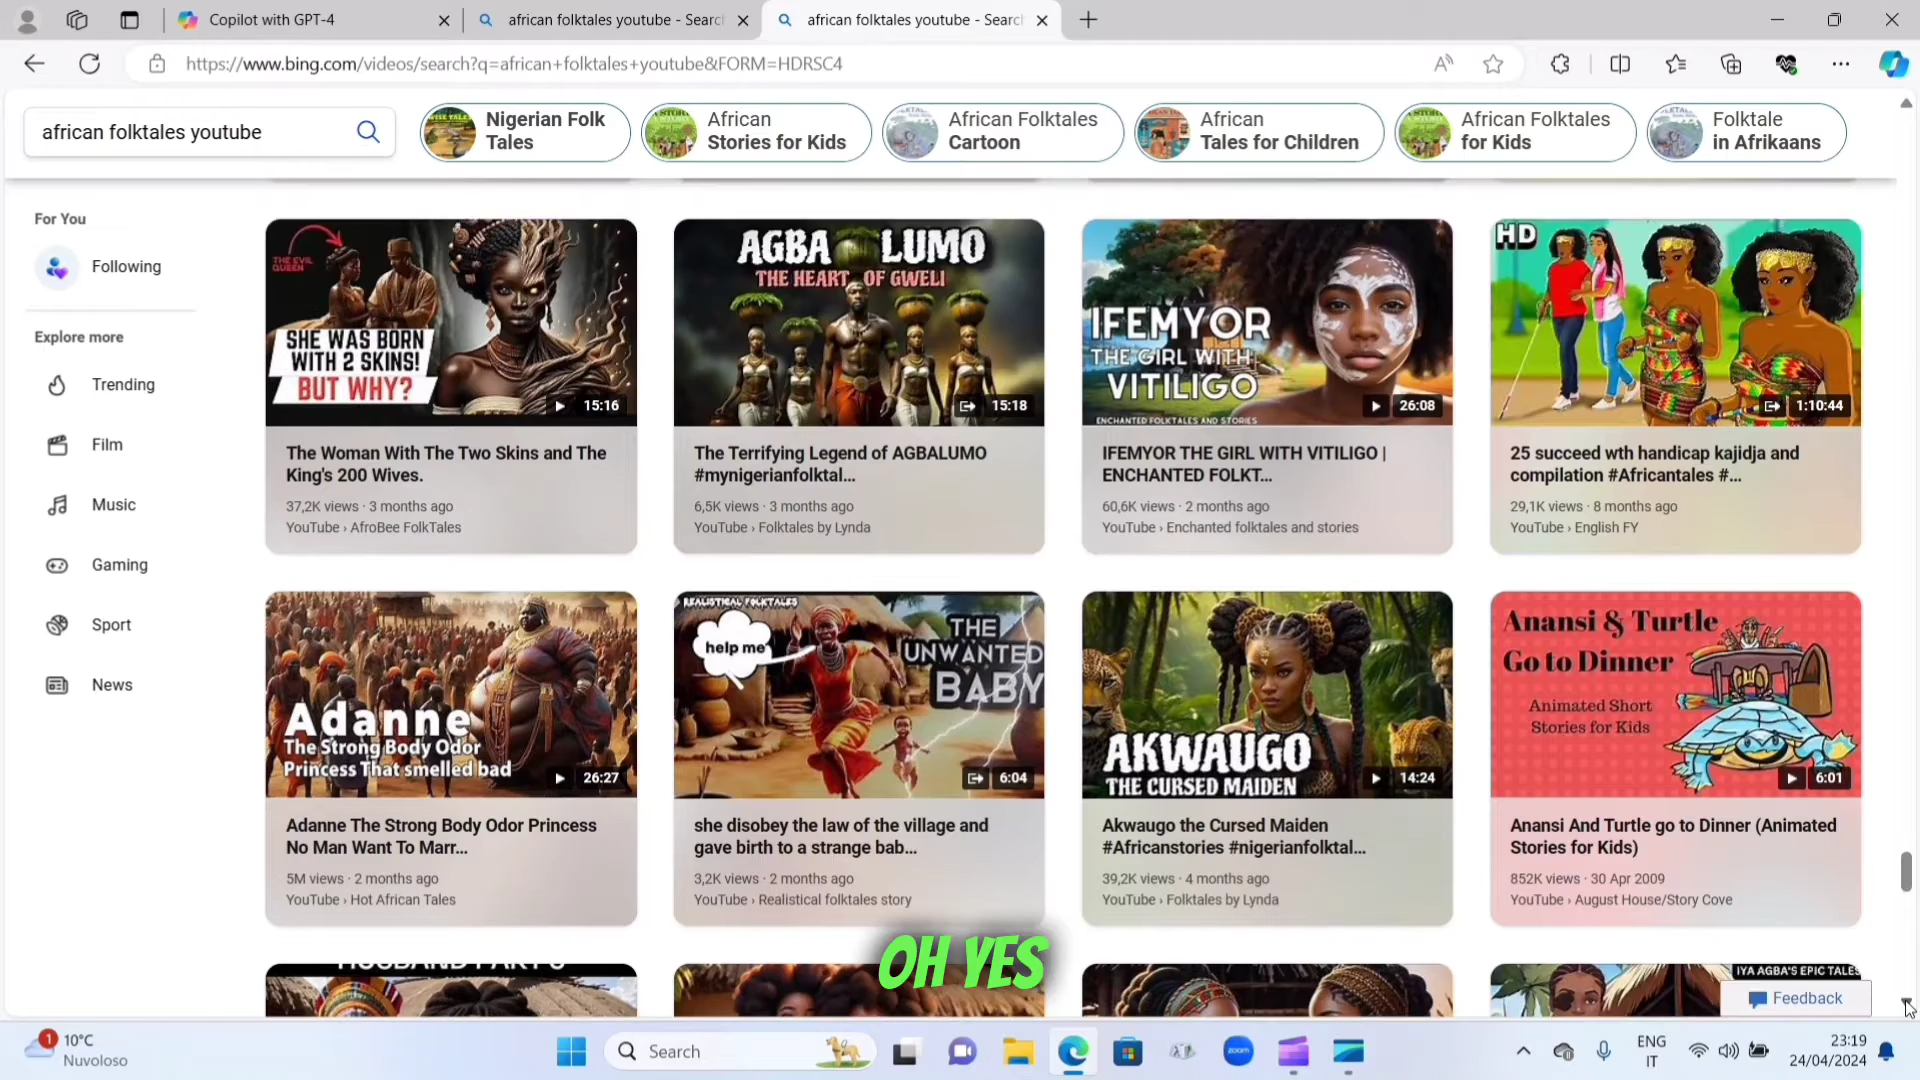 Copilot with GPT-4
african folktales youtube - Searc
african folktales youtube - Searc
https://www.bing.com/videos/search?q=african+folktales+youtube&FORM=HDRSC4
african folktales youtube
Nigerian Folk
Tales
African
Stories for Kids
African Folktales
Cartoon
African
Tales for Children
African Folktales
for Kids
Folktale
in Afrikaans
For You
Following
Explore more
Trending
Film
Music
Gaming
Sport
News
THE EVIL
QUEEN
SHE WAS BORN
WITH 2 SKINS!
BUT WHY?
15:16
The Woman With The Two Skins and The
King's 200 Wives.
37,2K views · 3 months ago
YouTube › AfroBee FolkTales
AGBA LUMO
THE HEART OF GWELI
15:18
The Terrifying Legend of AGBALUMO
#mynigerianfolktal...
6,5K views · 3 months ago
YouTube › Folktales by Lynda
IFEMYOR
THE GIRL WITH
VITILIGO
ENCHANTED FOLKTALES AND STORIES
26:08
IFEMYOR THE GIRL WITH VITILIGO |
ENCHANTED FOLKT...
60,6K views · 2 months ago
YouTube › Enchanted folktales and stories
HD
1:10:44
25 succeed wth handicap kajidja and
compilation #Africantales #...
29,1K views · 8 months ago
YouTube › English FY
Adanne
The Strong Body Odor
Princess That smelled bad
26:27
Adanne The Strong Body Odor Princess
No Man Want To Marr...
5M views · 2 months ago
YouTube › Hot African Tales
REALISTICAL FOLKTALES
help me
THE
UNWANTED
BABY
6:04
she disobey the law of the village and
gave birth to a strange bab...
3,2K views · 2 months ago
YouTube › Realistical folktales story
AKWAUGO
THE CURSED MAIDEN
14:24
Akwaugo the Cursed Maiden
#Africanstories #nigerianfolktal...
39,2K views · 4 months ago
YouTube › Folktales by Lynda
Anansi & Turtle
Go to Dinner
Animated Short
Stories for Kids
6:01
Anansi And Turtle go to Dinner (Animated
Stories for Kids)
852K views · 30 Apr 2009
YouTube › August House/Story Cove
OH YES
IYA AGBA'S EPIC TALES
Feedback
1
10°C
Nuvoloso
Search
zoom
ENG
IT
23:19
24/04/2024